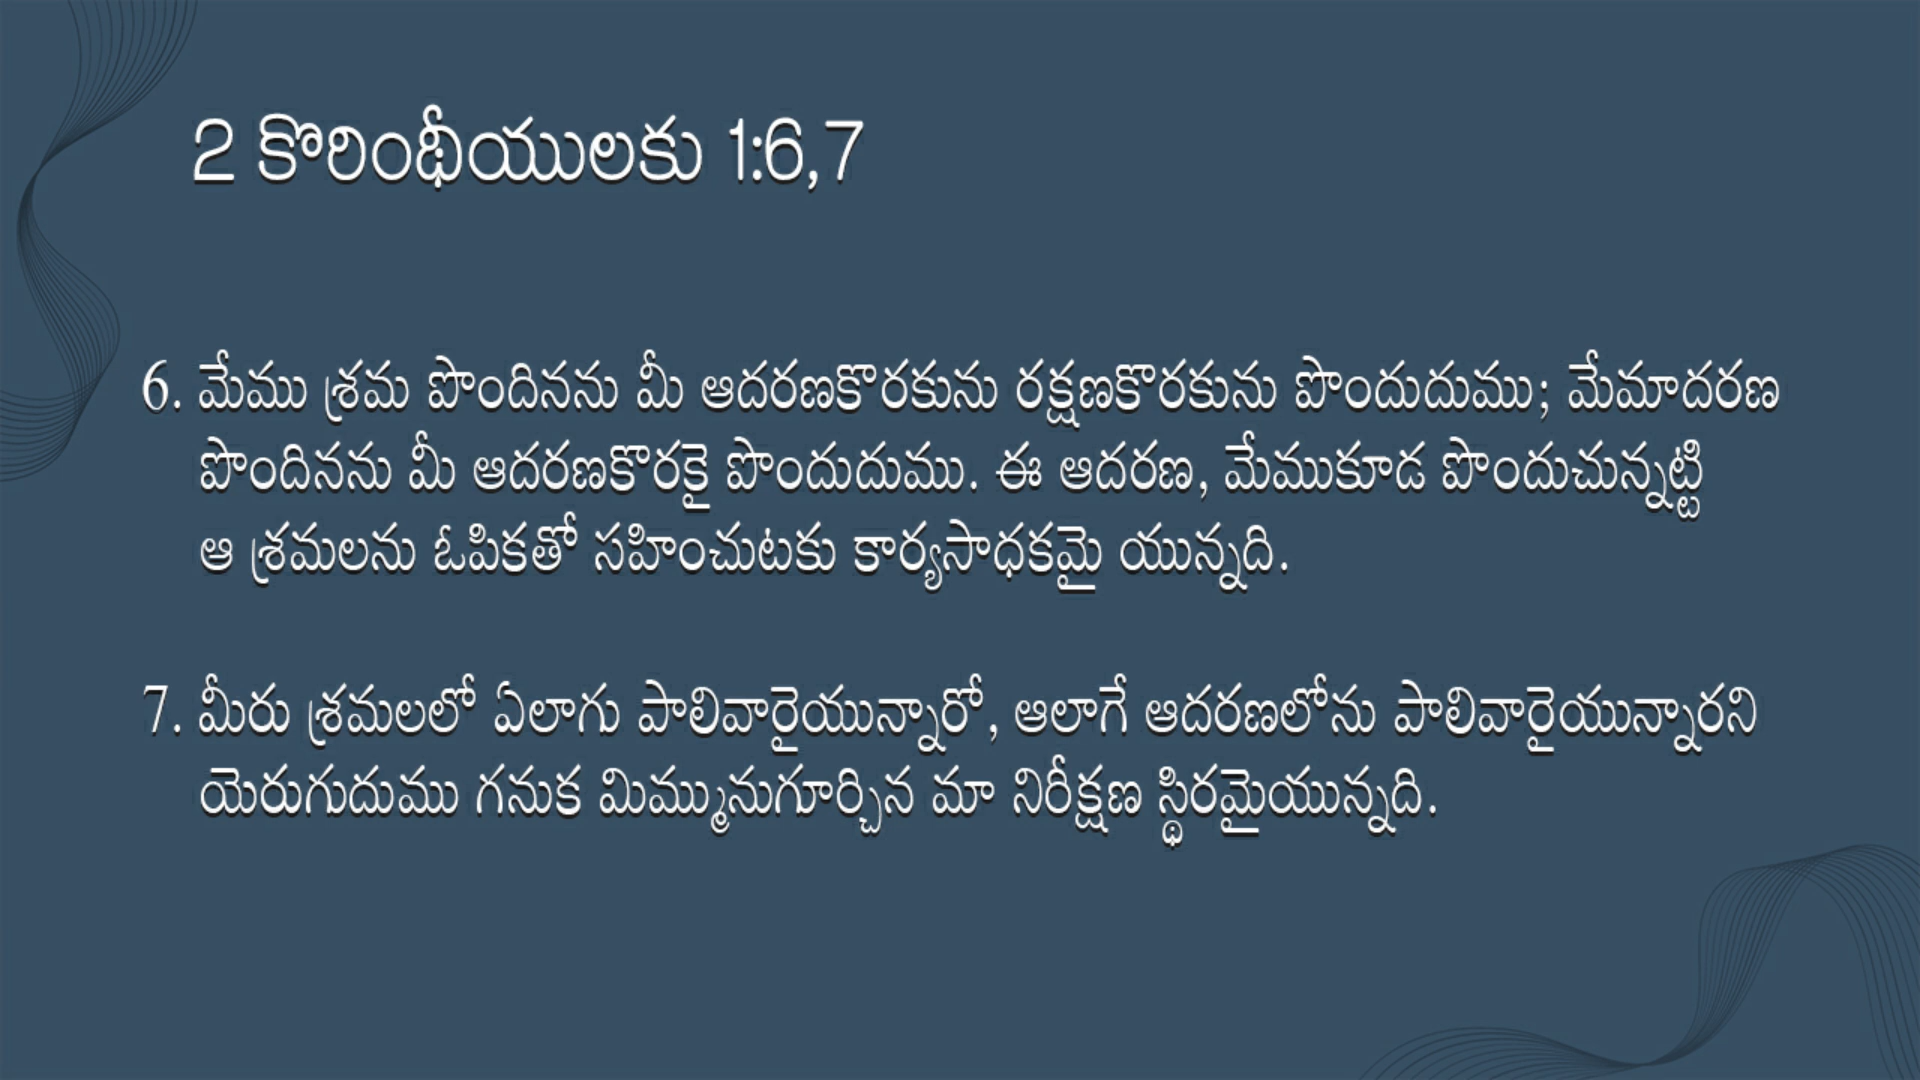 2 కొరింథీయులకు 1:6,7
6. మేము శ్రమ పొందినను మీ ఆదరణకొరకును రక్షణకొరకును పొందుదుము; మేమాదరణ
పొందినను మీ ఆదరణకొరకై పొందుదుము. ఈ ఆదరణ, మేముకూడ పొందుచున్నట్టి
ఆ శ్రమలను ఓపికతో సహించుటకు కార్యసాధకమై యున్నది.
7. మీరు శ్రమలలో ఏలాగు పాలివారైయున్నారో, ఆలాగే ఆదరణలోను పాలివారైయున్నారని
యెరుగుదుము గనుక మిమ్మునుగూర్చిన మా నిరీక్షణ స్థిరమైయున్నది.